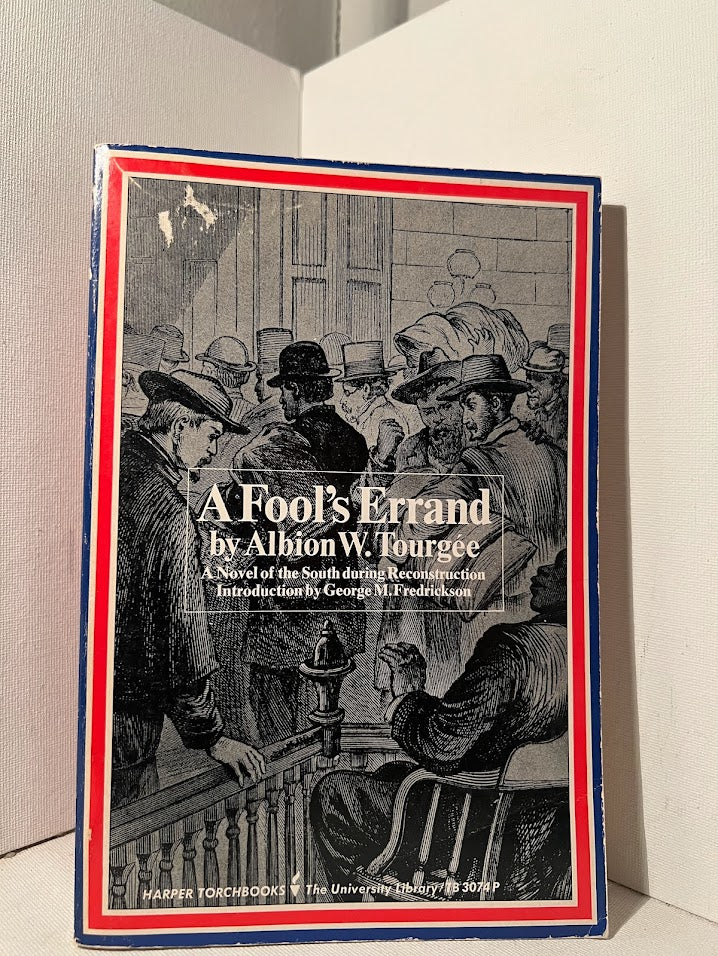 A Fool's Errand
by Albion W. Tourgée
A Novel of the South during Reconstruction
Introduction by George M. Fredrickson
HARPER TORCHBOOKS The University Library/TB 3074 P